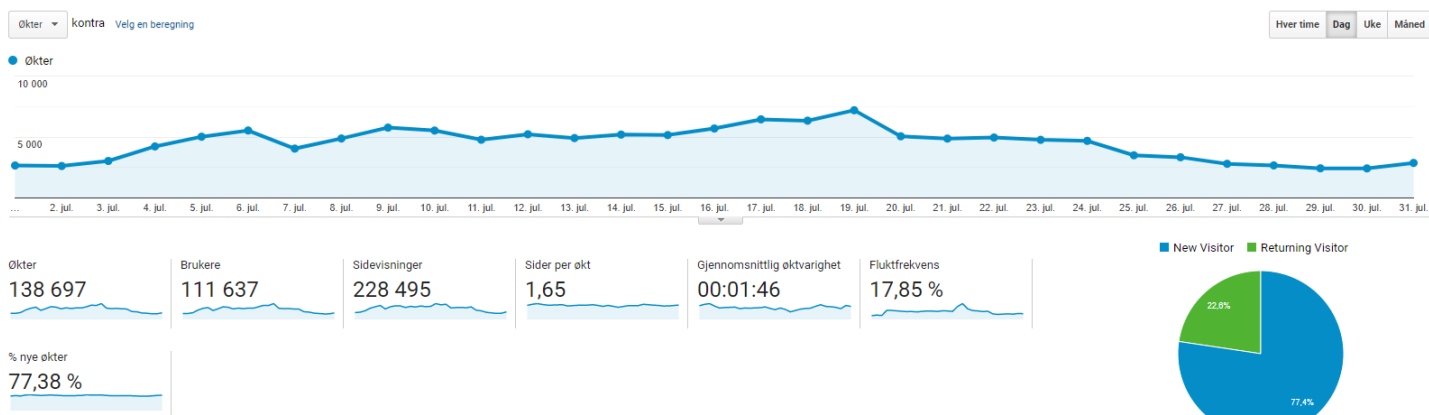 Økter kontra Velg en beregning
Hver time Dag Uke Måned
Økter
10 000
5 000
... 2. jul. 3. jul. 4. jul. 5. jul. 6. jul. 7. jul. 8. jul. 9. jul. 10. jul. 11. jul. 12. jul. 13. jul. 14. jul. 15. jul. 16. jul. 17. jul. 18. jul. 19. jul. 20. jul. 21. jul. 22. jul. 23. jul. 24. jul. 25. jul. 26. jul. 27. jul. 28. jul. 29. jul. 30. jul. 31. jul.
New Visitor Returning Visitor
Økter
138 697
Brukere
111 637
Sidevisninger
228 495
Sider per økt
1,65
Gjennomsnittlig øktvarighet
00:01:46
Fluktfrekvens
17,85 %
% nye økter
77,38 %
22,6%
77,4%